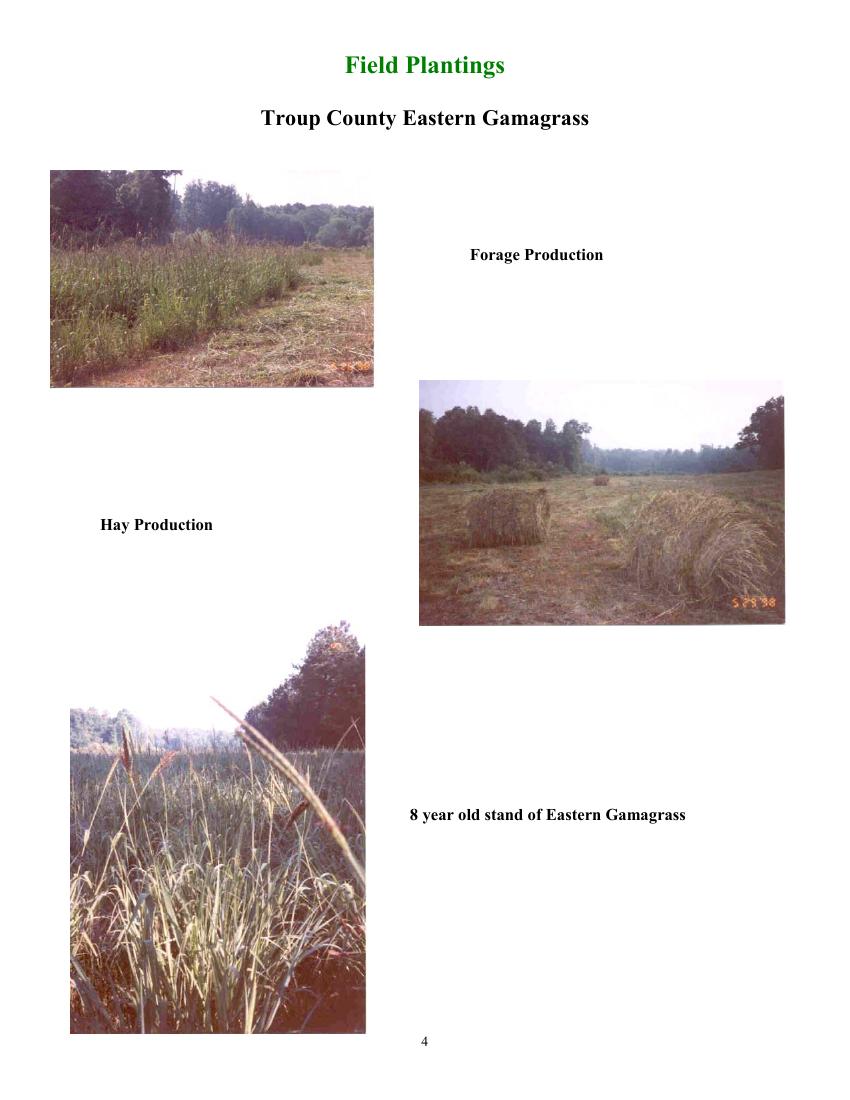 Field Plantings
Troup County Eastern Gamagrass
Forage Production
Hay Production
5 29 '98
8 year old stand of Eastern Gamagrass
4